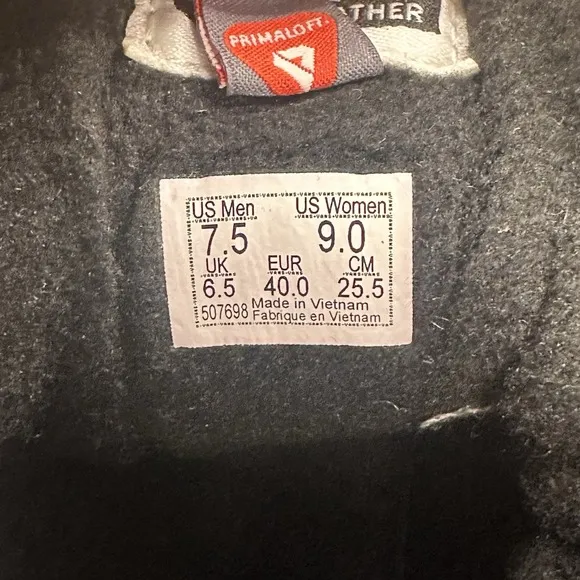 PRIMALOFT.
ATHER
US Men US Women
7.5 9.0
UK EUR CM
6.5 40.0 25.5
507698 Made in Vietnam
Fabrique en Vietnam